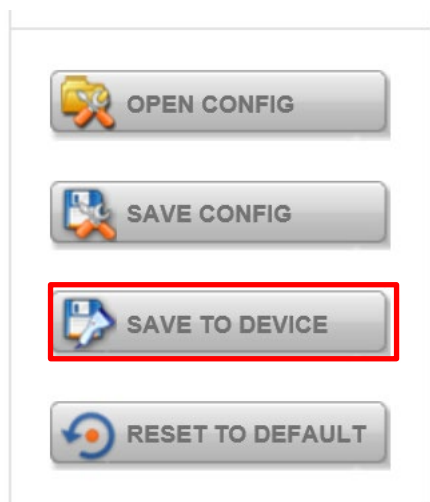 OPEN CONFIG
SAVE CONFIG
SAVE TO DEVICE
RESET TO DEFAULT